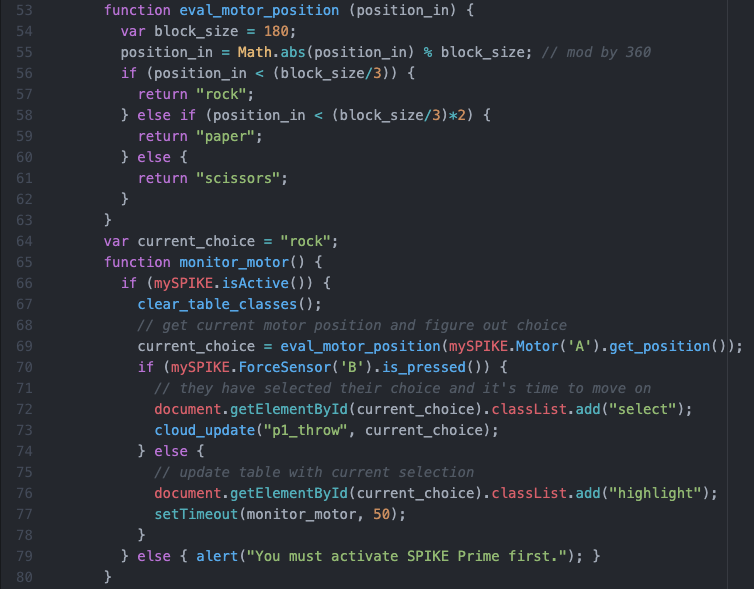 53 function eval_motor_position (position_in) {
54 var block_size = 180;
55 position_in = Math.abs(position_in) % block_size; // mod by 360
56 if (position_in < (block_size/3)) {
57 return "rock";
58 } else if (position_in < (block_size/3)*2) {
59 return "paper";
60 } else {
61 return "scissors";
62 }
63 }
64 var current_choice = "rock";
65 function monitor_motor() {
66 if (mySPIKE.isActive()) {
67 clear_table_classes();
68 // get current motor position and figure out choice
69 current_choice = eval_motor_position(mySPIKE.Motor('A').get_position());
70 if (mySPIKE.ForceSensor('B').is_pressed()) {
71 // they have selected their choice and it's time to move on
72 document.getElementById(current_choice).classList.add("select");
73 cloud_update("p1_throw", current_choice);
74 } else {
75 // update table with current selection
76 document.getElementById(current_choice).classList.add("highlight");
77 setTimeout(monitor_motor, 50);
78 }
79 } else { alert("You must activate SPIKE Prime first."); }
80 }